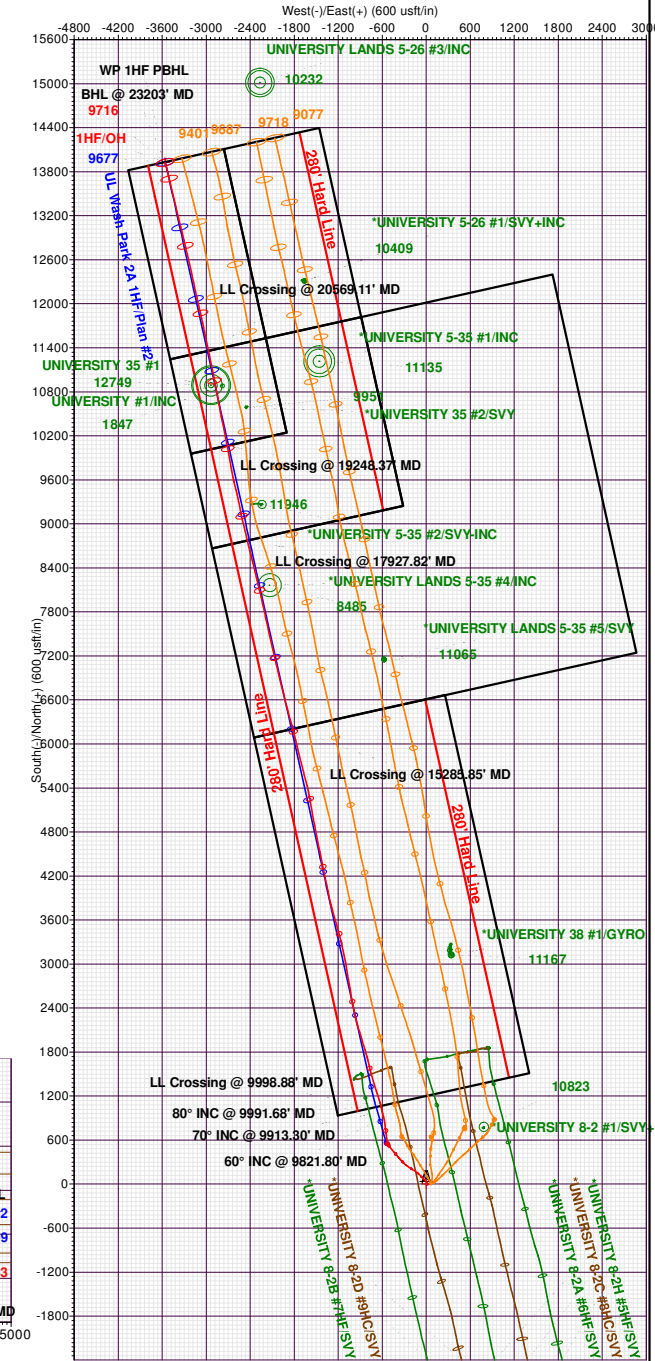 West(-)/East(+) (600 usft/in)
-4800 -4200 -3600 -3000 -2400 -1800 -1200 -600 0 600 1200 1800 2400 3000
15600
UNIVERSITY LANDS 5-26 #3/INC
15000
WP 1HF PBHL
10232
BHL @ 23203' MD
9716
14400
9401
9718
9077
1HF/OH
9677
13800
280' Hard Line
UL Wash Park 2A 1HF/Plan #2
13200
*UNIVERSITY 5-26 #1/SVY+INC
10409
12600
LL Crossing @ 20569.11' MD
12000
*UNIVERSITY 5-35 #1/INC
11400
UNIVERSITY 35 #1
11135
12749
10800
UNIVERSITY #1/INC
*UNIVERSITY 35 #2/SVY
1847
10200
LL Crossing @ 19248.37' MD
9600
11946
9000
*UNIVERSITY 5-35 #2/SVY-INC
LL Crossing @ 17927.82' MD
8400
*UNIVERSITY LANDS 5-35 #4/INC
7800
8485
*UNIVERSITY LANDS 5-35 #5/SVY
7200
11065
6600
South(-)/North(+) (600 usft/in)
280' Hard Line
6000
LL Crossing @ 15285.85' MD
5400
4800
280' Hard Line
4200
3600
*UNIVERSITY 38 #1/GYRO
3000
11167
2400
1800
LL Crossing @ 9998.88' MD
10823
1200
80° INC @ 9991.68' MD
*UNIVERSITY 8-2 #1/SVY+
70° INC @ 9913.30' MD
600
60° INC @ 9821.80' MD
0
-600
-1200
-1800
*UNIVERSITY 8-2B #7HF/SVY
*UNIVERSITY 8-2D #9HC/SVY
*UNIVERSITY 8-2A #6HF/SVY
*UNIVERSITY 8-2C #8HC/SVY
*UNIVERSITY 8-2H #5HF/SVY
2
9
3
MD
5000